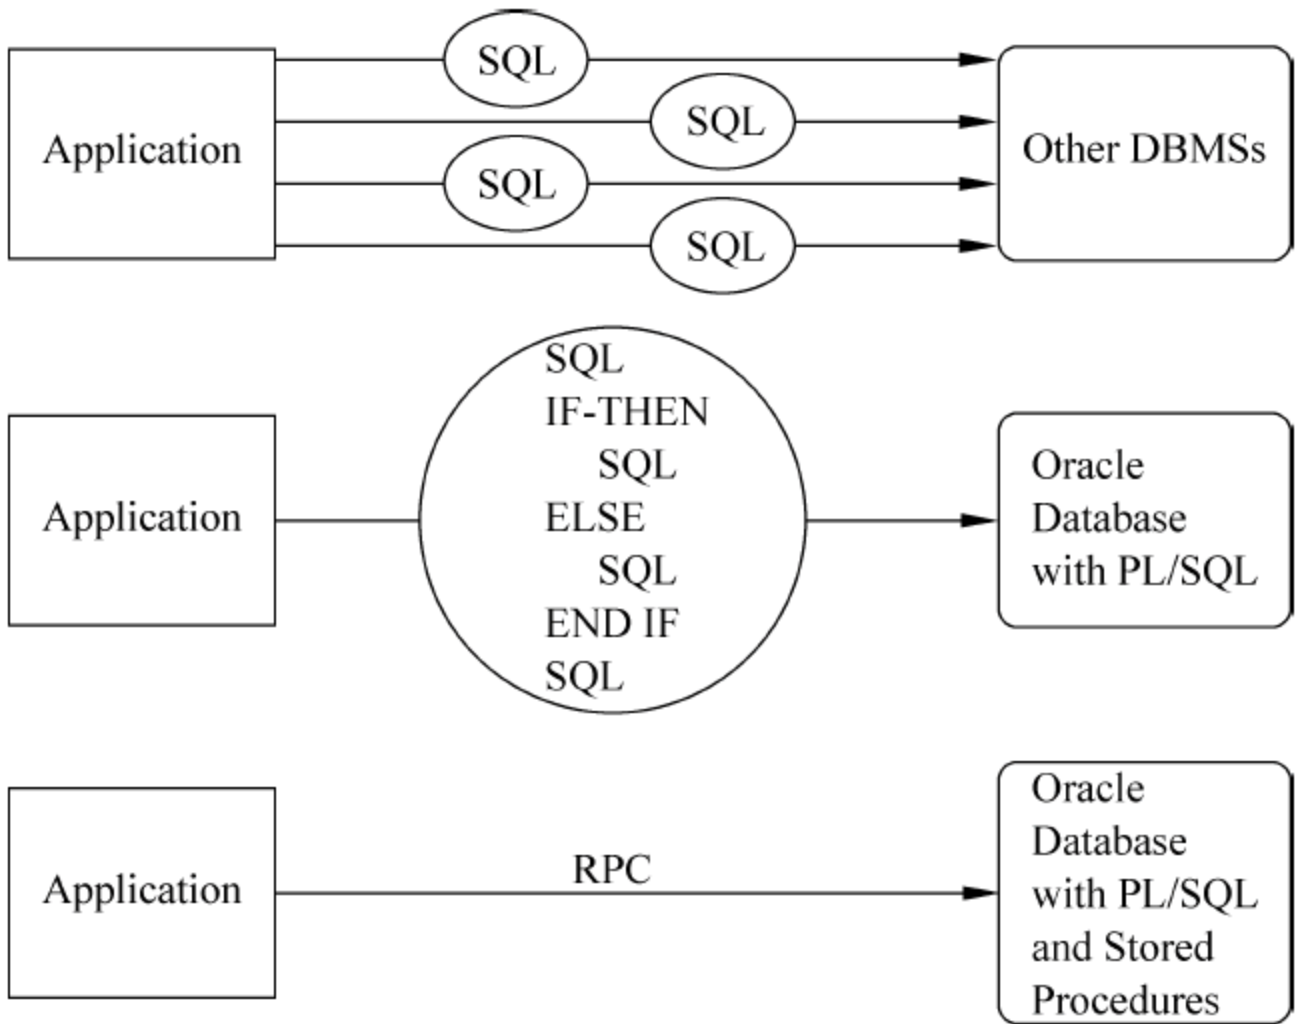 SQL
SQL
Application
Other DBMSs
SQL
SQL
SQL
IF-THEN
SQL
ELSE
SQL
END IF
SQL
Application
Oracle
Database
with PL/SQL
Application
RPC
Oracle
Database
with PL/SQL
and Stored
Procedures